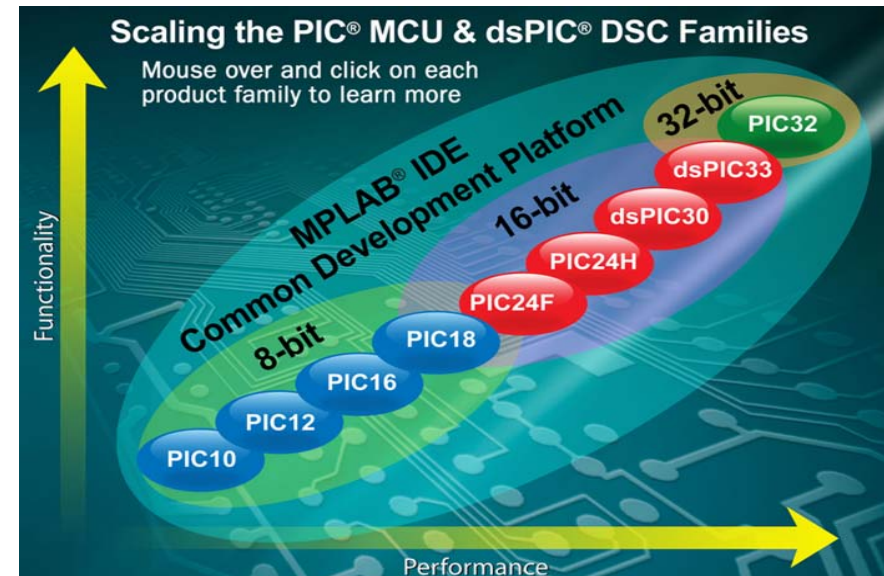 Scaling the PIC® MCU & dsPIC® DSC Families
Mouse over and click on each
product family to learn more
Functionality
MPLAB® IDE
Common Development Platform
32-bit
PIC32
dsPIC33
16-bit
dsPIC30
PIC24H
PIC24F
8-bit
PIC18
PIC16
PIC12
PIC10
Performance